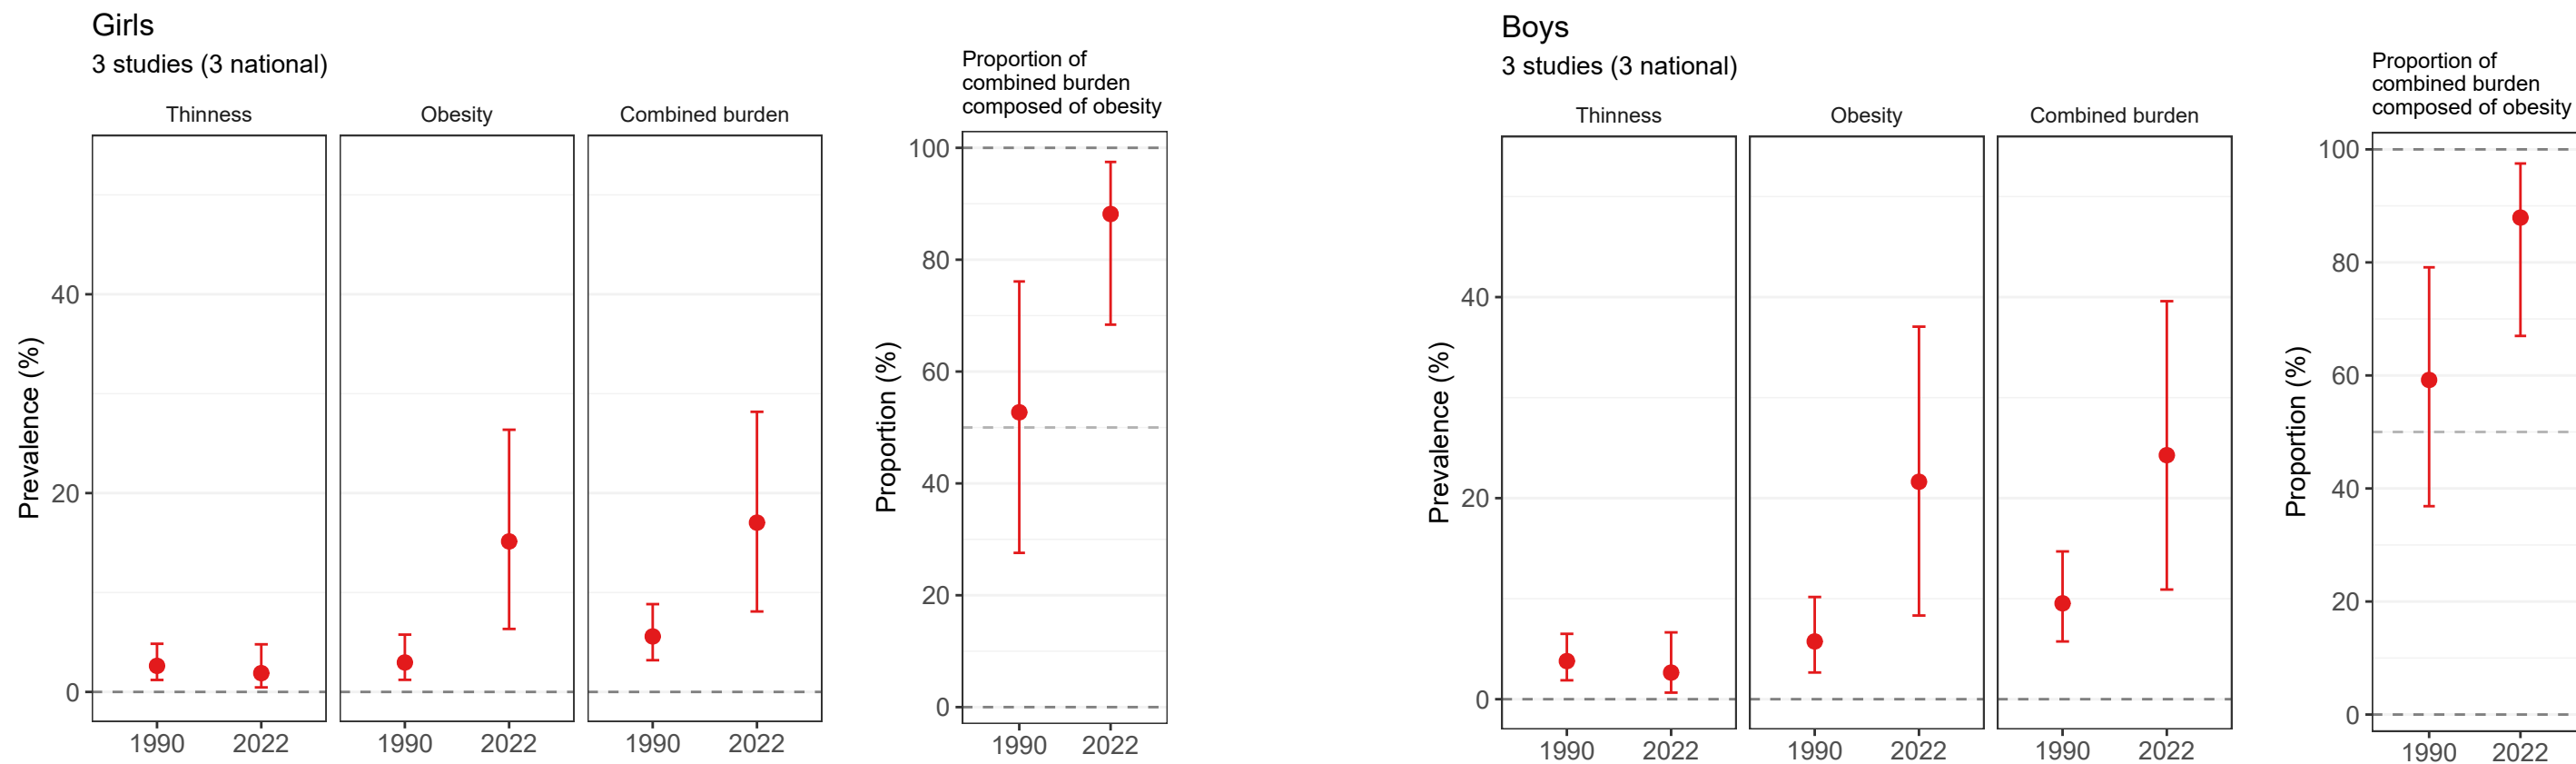 Girls
3 studies (3 national)
Thinness
Obesity
Combined burden
Prevalence (%)
40
20
0
1990 2022
1990 2022
1990 2022
Proportion of
combined burden
composed of obesity
Proportion (%)
100
80
60
40
20
0
1990 2022
Boys
3 studies (3 national)
Thinness
Obesity
Combined burden
Prevalence (%)
40
20
0
1990 2022
1990 2022
1990 2022
Proportion of
combined burden
composed of obesity
Proportion (%)
100
80
60
40
20
0
1990 2022